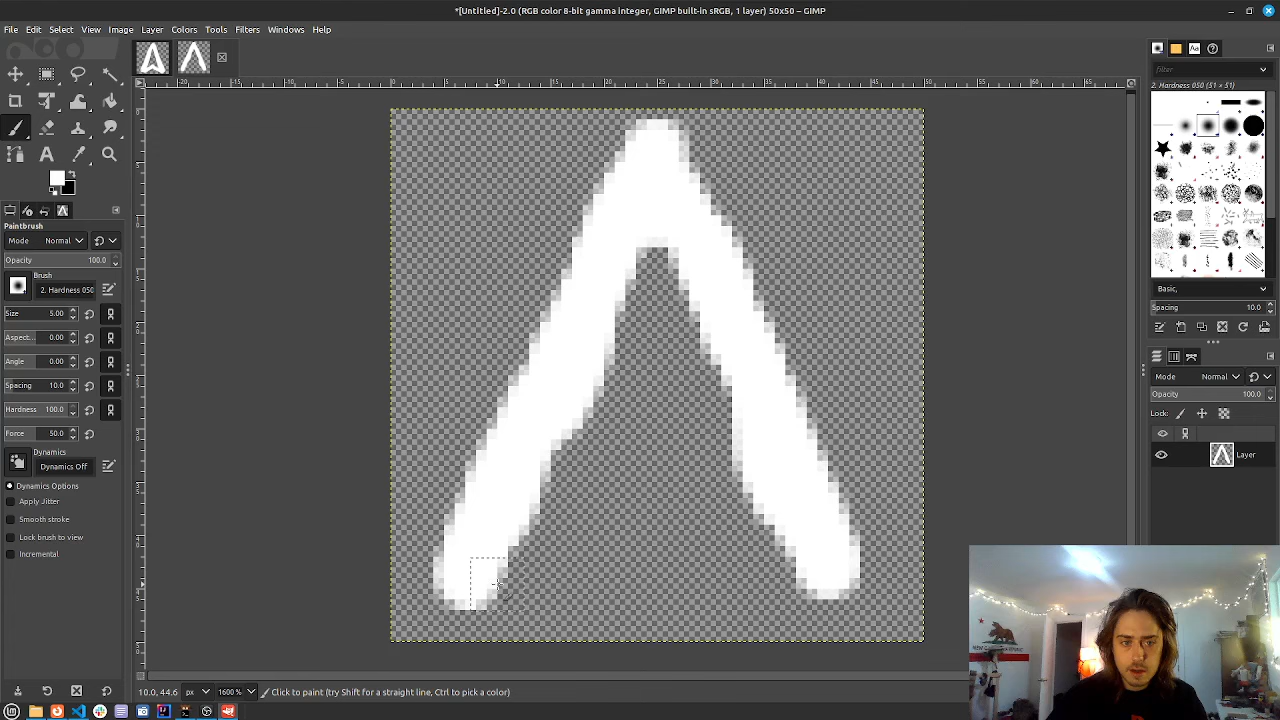 *[Untitled]-2.0 (RGB color 8-bit gamma integer, GIMP built-in sRGB, 1 layer) 50x50 – GIMP
File Edit Select View Image Layer Colors Tools Filters Windows Help
filter
2. Hardness 050 (51 × 51)
Paintbrush
Mode Normal
Opacity 100.0
Brush
2. Hardness 050
Size 5.00
Aspect... 0.00
Angle 0.00
Spacing 10.0
Hardness 100.0
Force 50.0
Dynamics
Dynamics Off
Dynamics Options
Apply Jitter
Smooth stroke
Lock brush to view
Incremental
Basic,
Spacing 10.0
Mode Normal
Opacity 100.0
Lock:
Layer
10.0, 44.6 px 1600% Click to paint (try Shift for a straight line, Ctrl to pick a color)